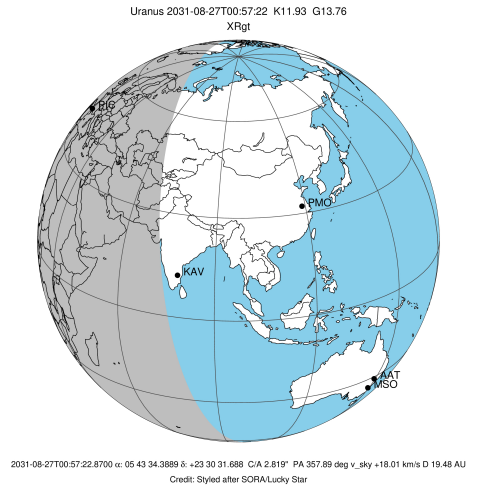 Uranus 2031-08-27T00:57:22 K11.93 G13.76
XRgt
PIC
PMO
KAV
AAT
MSO
2031-08-27T00:57:22.8700 α: 05 43 34.3889 δ: +23 30 31.688 C/A 2.819" PA 357.89 deg v_sky +18.01 km/s D 19.48 AU
Credit: Styled after SORA/Lucky Star